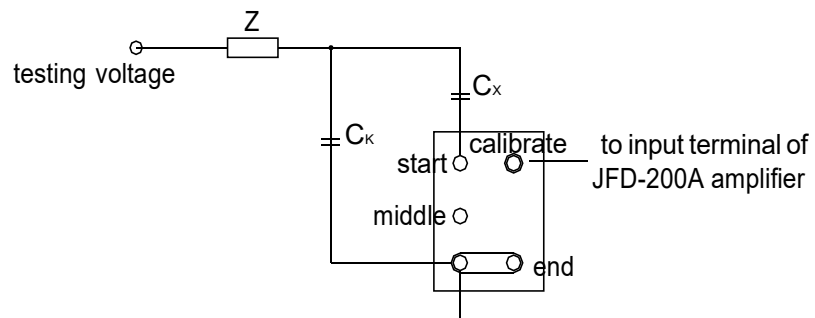 Z
testing voltage
Cx
CK
calibrate
to input terminal of
start
JFD-200A amplifier
middle
end